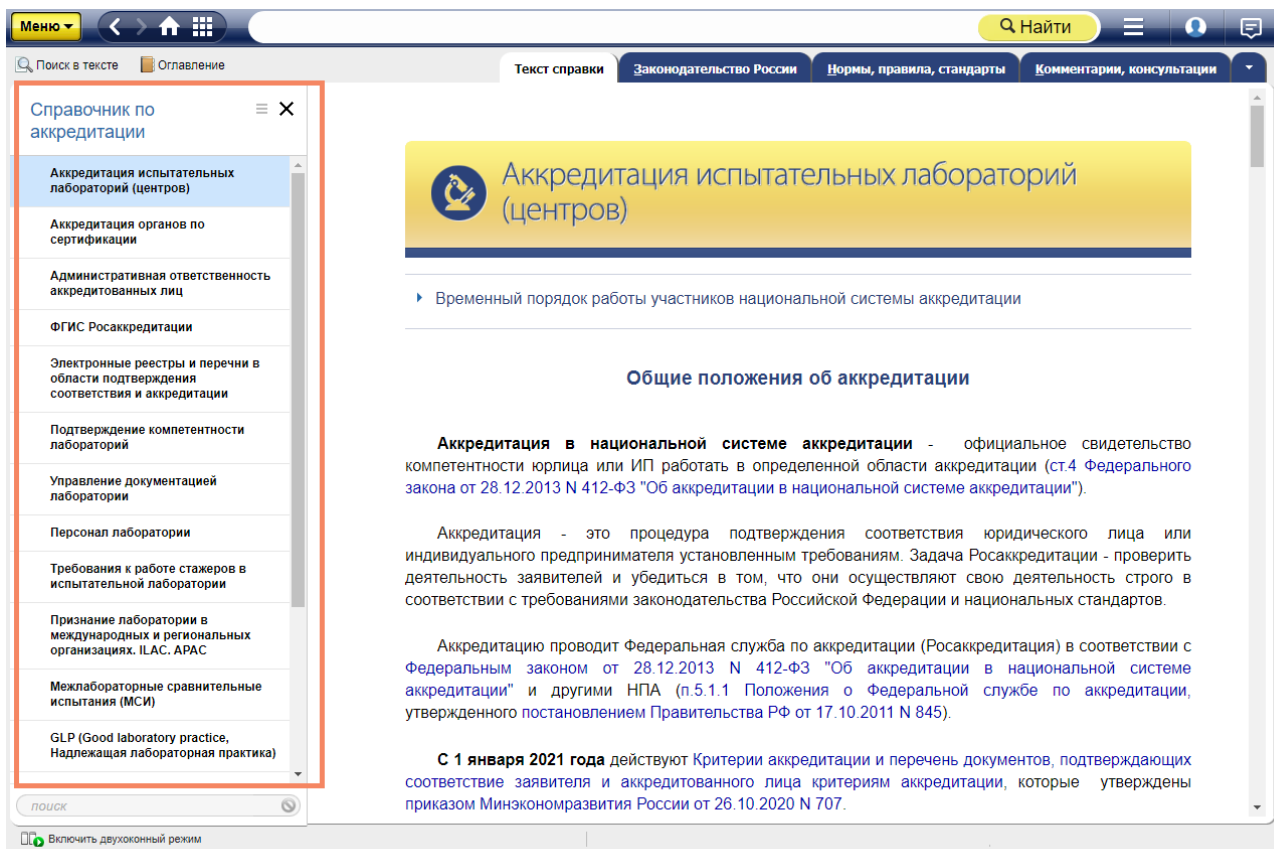 Меню
Найти
Поиск в тексте
Оглавление
Текст справки
Законодательство России
Нормы, правила, стандарты
Комментарии, консультации
Справочник по
аккредитации
Аккредитация испытательных
лабораторий (центров)
Аккредитация органов по
сертификации
Административная ответственность
аккредитованных лиц
ФГИС Росаккредитации
Электронные реестры и перечни в
области подтверждения
соответствия и аккредитации
Подтверждение компетентности
лабораторий
Управление документацией
лаборатории
Персонал лаборатории
Требования к работе стажеров в
испытательной лаборатории
Признание лаборатории в
международных и региональных
организациях. ILAC. APAC
Межлабораторные сравнительные
испытания (МСИ)
GLP (Good laboratory practice,
Надлежащая лабораторная практика)
поиск
Аккредитация испытательных лабораторий
(центров)
Временный порядок работы участников национальной системы аккредитации
Общие положения об аккредитации
Аккредитация в национальной системе аккредитации - официальное свидетельство
компетентности юрлица или ИП работать в определенной области аккредитации (ст.4 Федерального
закона от 28.12.2013 N 412-ФЗ "Об аккредитации в национальной системе аккредитации").
Аккредитация - это процедура подтверждения соответствия юридического лица или
индивидуального предпринимателя установленным требованиям. Задача Росаккредитации - проверить
деятельность заявителей и убедиться в том, что они осуществляют свою деятельность строго в
соответствии с требованиями законодательства Российской Федерации и национальных стандартов.
Аккредитацию проводит Федеральная служба по аккредитации (Росаккредитация) в соответствии с
Федеральным законом от 28.12.2013 N 412-ФЗ "Об аккредитации в национальной системе
аккредитации" и другими НПА (п.5.1.1 Положения о Федеральной службе по аккредитации,
утвержденного постановлением Правительства РФ от 17.10.2011 N 845).
С 1 января 2021 года действуют Критерии аккредитации и перечень документов, подтверждающих
соответствие заявителя и аккредитованного лица критериям аккредитации, которые утверждены
приказом Минэкономразвития России от 26.10.2020 N 707.
Включить двухоконный режим